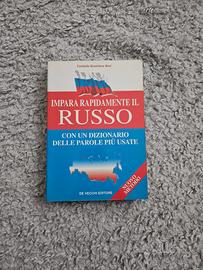 IMPARA RAPIDAMENTE IL
RUSSO
CON UN DIZIONARIO
DELLE PAROLE PIÙ USATE
NUOVO
METODO
DE VECCHI EDITORE